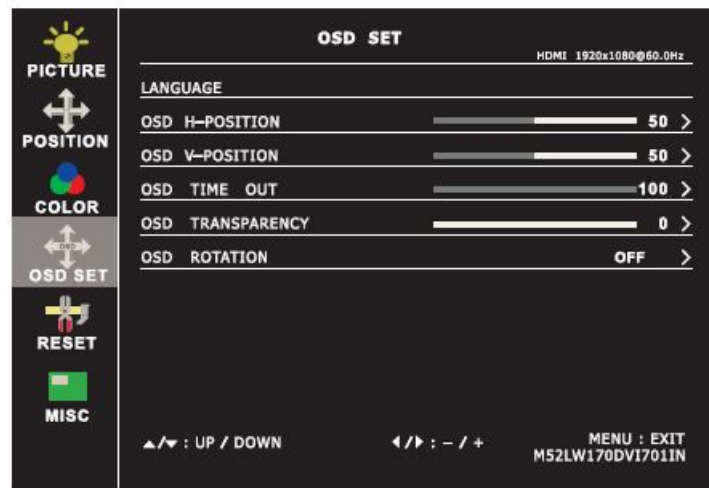 OSD SET
HDMI 1920x1080@60.0Hz
PICTURE
POSITION
COLOR
OSD
OSD SET
RESET
MISC
LANGUAGE
OSD H-POSITION 50 >
OSD V-POSITION 50 >
OSD TIME OUT 100 >
OSD TRANSPARENCY 0 >
OSD ROTATION OFF >
▲/▼ : UP / DOWN ◀/▶ : - / + MENU : EXIT
M52LW170DVI701IN